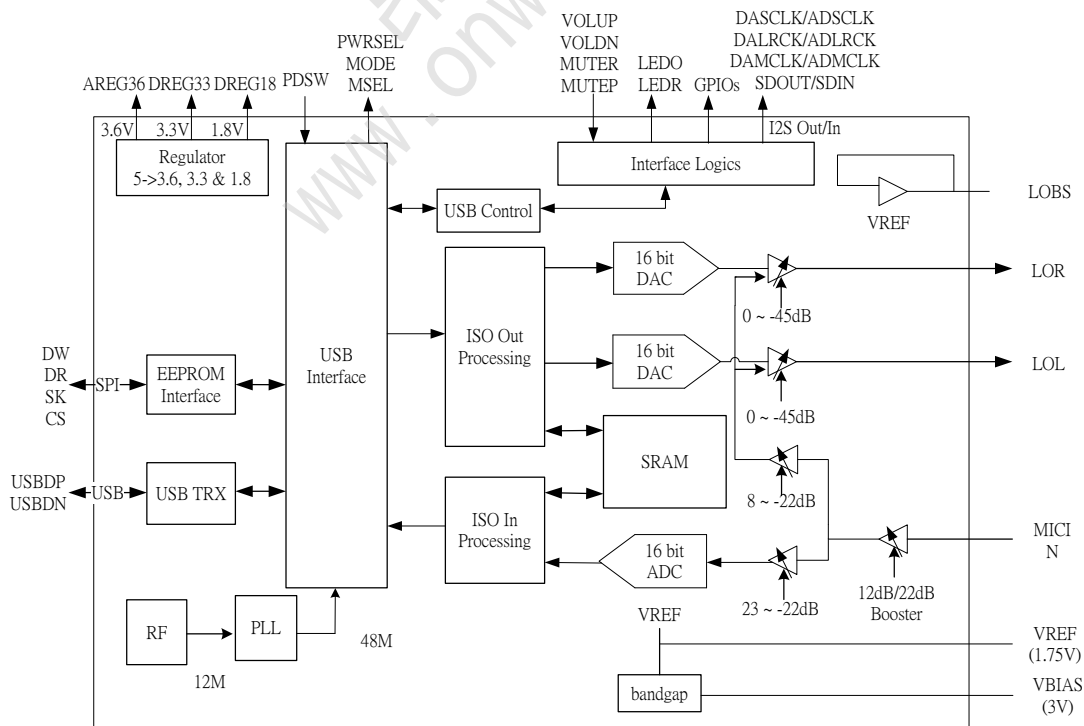 VOLUP
VOLDN
MUTER
MUTEP
DASCLK/ADSCLK
DALRCK/ADLRCK
DAMCLK/ADMCLK
SDOUT/SDIN
PWRSEL
MODE
MSEL
LEDO
LEDR
GPIOs
AREG36 DREG33 DREG18 PDSW
3.6V 3.3V 1.8V
I2S Out/In
Regulator
5->3.6, 3.3 & 1.8
Interface Logics
USB Control
VREF
LOBS
16 bit
DAC
LOR
0 ~ -45dB
ISO Out
Processing
USB
Interface
16 bit
DAC
LOL
0 ~ -45dB
DW
DR
SK
CS
SPI
EEPROM
Interface
SRAM
8 ~ -22dB
USBDP
USBDN
USB
USB TRX
ISO In
Processing
16 bit
ADC
23 ~ -22dB
12dB/22dB
Booster
MICI
N
RF
12M
PLL
48M
VREF
VREF
(1.75V)
bandgap
VBIAS
(3V)
www.onw